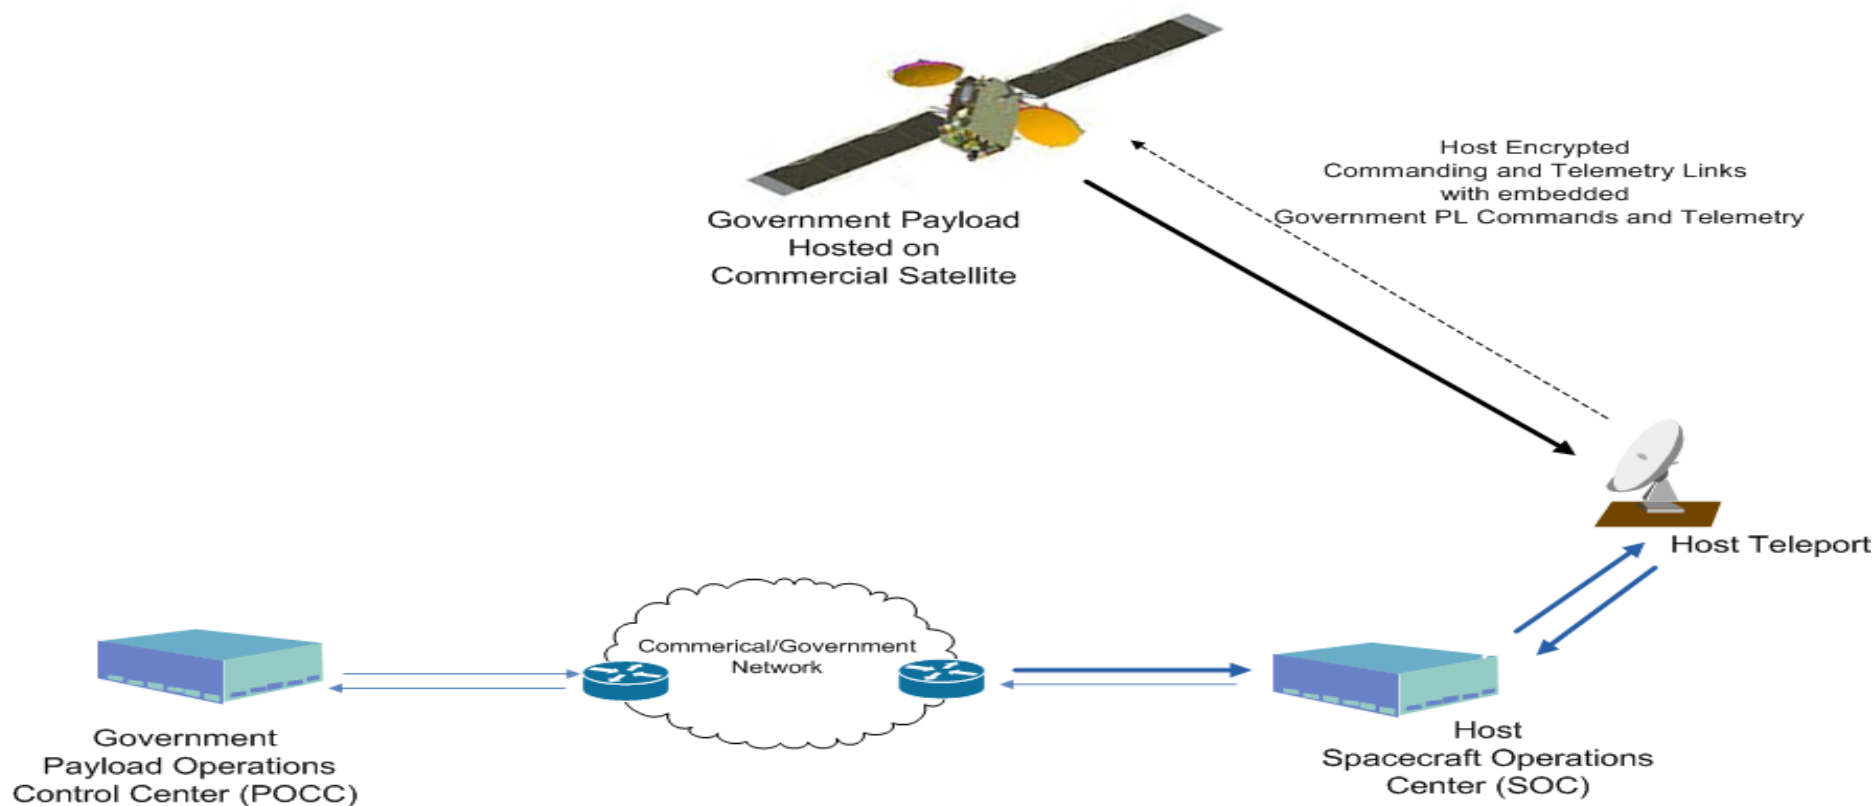 Host Encrypted
Commanding and Telemetry Links
with embedded
Government PL Commands and Telemetry
Government Payload
Hosted on
Commercial Satellite
Host Teleport
Commerical/Government
Network
Government
Payload Operations
Control Center (POCC)
Host
Spacecraft Operations
Center (SOC)